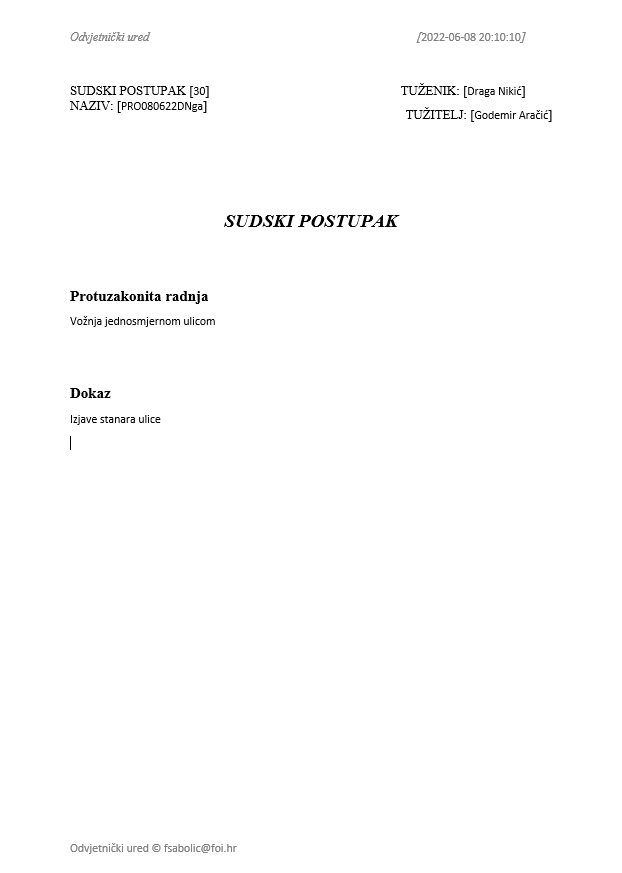 Odvjetnički ured [2022-06-08 20:10:10]
SUDSKI POSTUPAK [30] TUŽENIK: [Draga Nikić]
NAZIV: [PRO080622DNga]
TUŽITELJ: [Godemir Aračić]
SUDSKI POSTUPAK
Protuzakonita radnja
Vožnja jednosmjernom ulicom
Dokaz
Izjave stanara ulice
Odvjetnički ured © fsabolic@foi.hr